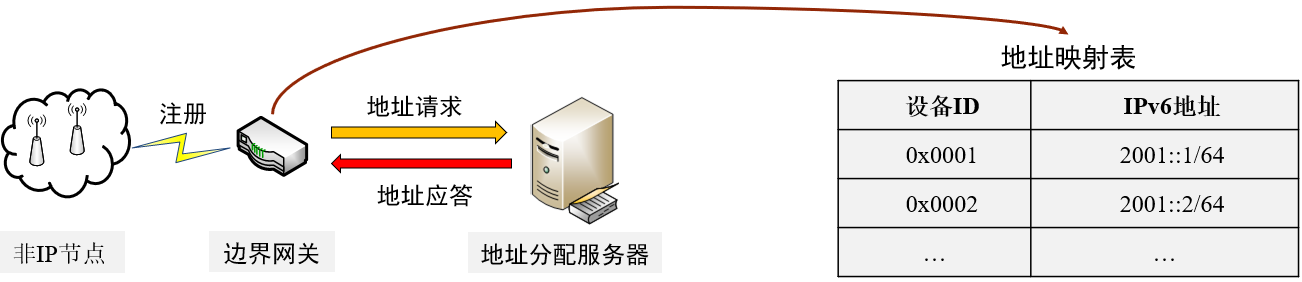 注册
地址请求
地址应答
非IP节点
边界网关
地址分配服务器
地址映射表
设备ID IPv6地址
0x0001 2001::1/64
0x0002 2001::2/64
… …